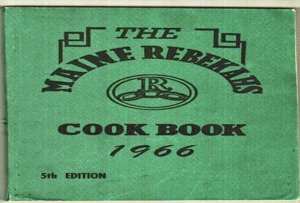 THE
MAINE REBEKAHS
R
COOK BOOK
1966
5th EDITION